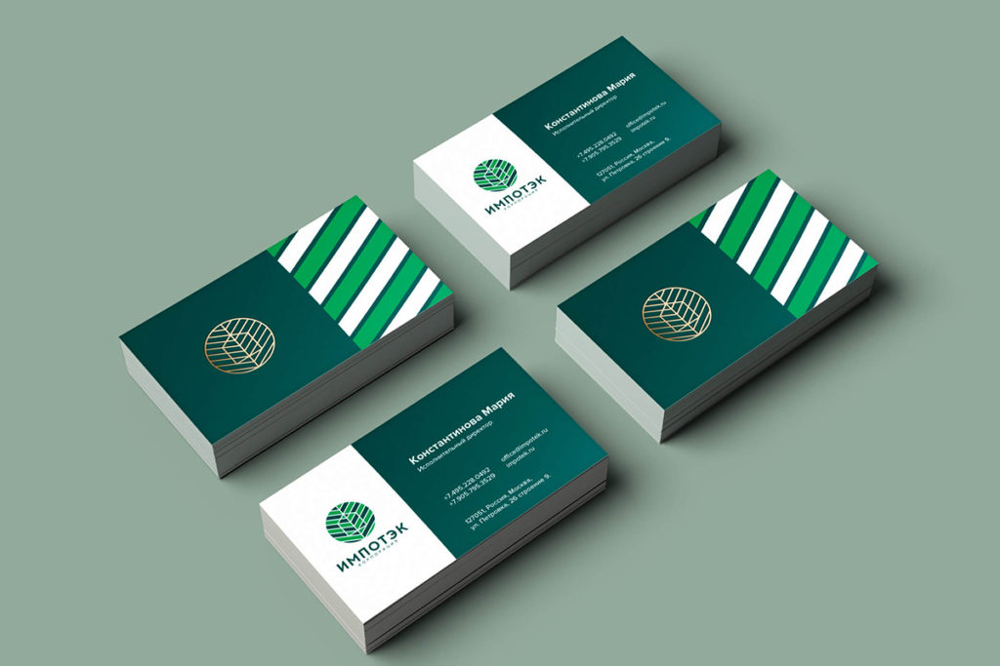 Константинова Мария
Исполнительный директор
+7.495.228.0492
+7.905.795.3529
office@impotek.ru
impotek.ru
127051, Россия, Москва,
ул. Петровка, 26 строение 9.
ИМПОТЭК
КОРПОРАЦИЯ
Константинова Мария
Исполнительный директор
+7.495.228.0492
+7.905.795.3529
office@impotek.ru
impotek.ru
127051, Россия, Москва,
ул. Петровка, 26 строение 9.
ИМПОТЭК
КОРПОРАЦИЯ